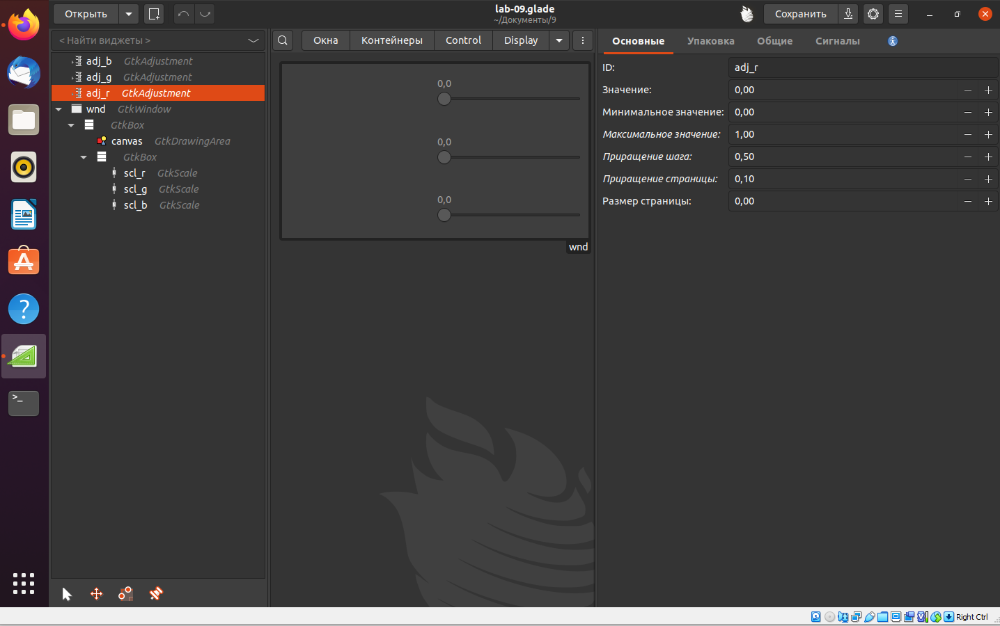 Открыть
lab-09.glade
~/Документы/9
Сохранить
< Найти виджеты >
adj_b GtkAdjustment
adj_g GtkAdjustment
adj_r GtkAdjustment
wnd GtkWindow
GtkBox
canvas GtkDrawingArea
GtkBox
scl_r GtkScale
scl_g GtkScale
scl_b GtkScale
Окна Контейнеры Control Display
0,0
0,0
0,0
wnd
Основные Упаковка Общие Сигналы
ID: adj_r
Значение: 0,00
Минимальное значение: 0,00
Максимальное значение: 1,00
Приращение шага: 0,50
Приращение страницы: 0,10
Размер страницы: 0,00
Right Ctrl